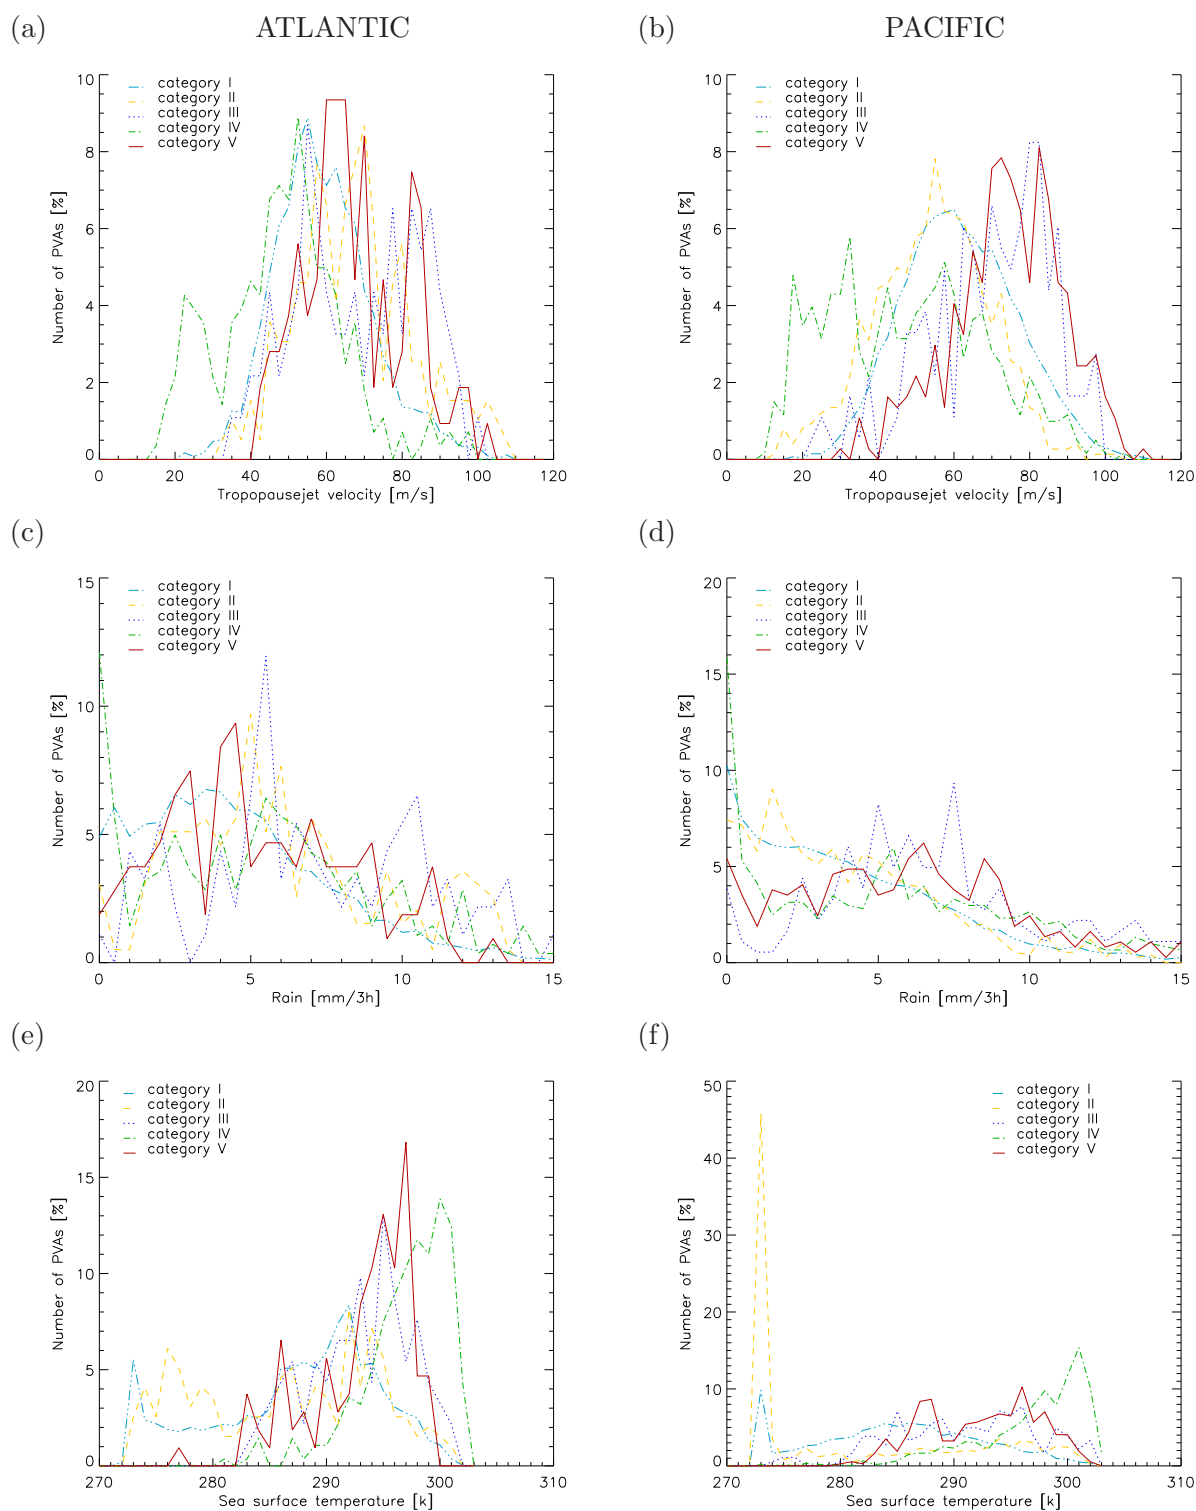 (a) ATLANTIC
(b) PACIFIC
category I
category II
category III
category IV
category V
Number of PVAs [%]
10
8
6
4
2
0
0 20 40 60 80 100 120
Tropopausejet velocity [m/s]
category I
category II
category III
category IV
category V
Number of PVAs [%]
10
8
6
4
2
0
0 20 40 60 80 100 120
Tropopausejet velocity [m/s]
(c)
(d)
category I
category II
category III
category IV
category V
Number of PVAs [%]
15
10
5
0
0 5 10 15
Rain [mm/3h]
category I
category II
category III
category IV
category V
Number of PVAs [%]
20
15
10
5
0
0 5 10 15
Rain [mm/3h]
(e)
(f)
category I
category II
category III
category IV
category V
Number of PVAs [%]
20
15
10
5
0
270 280 290 300 310
Sea surface temperature [k]
category I
category II
category III
category IV
category V
Number of PVAs [%]
50
40
30
20
10
0
270 280 290 300 310
Sea surface temperature [k]